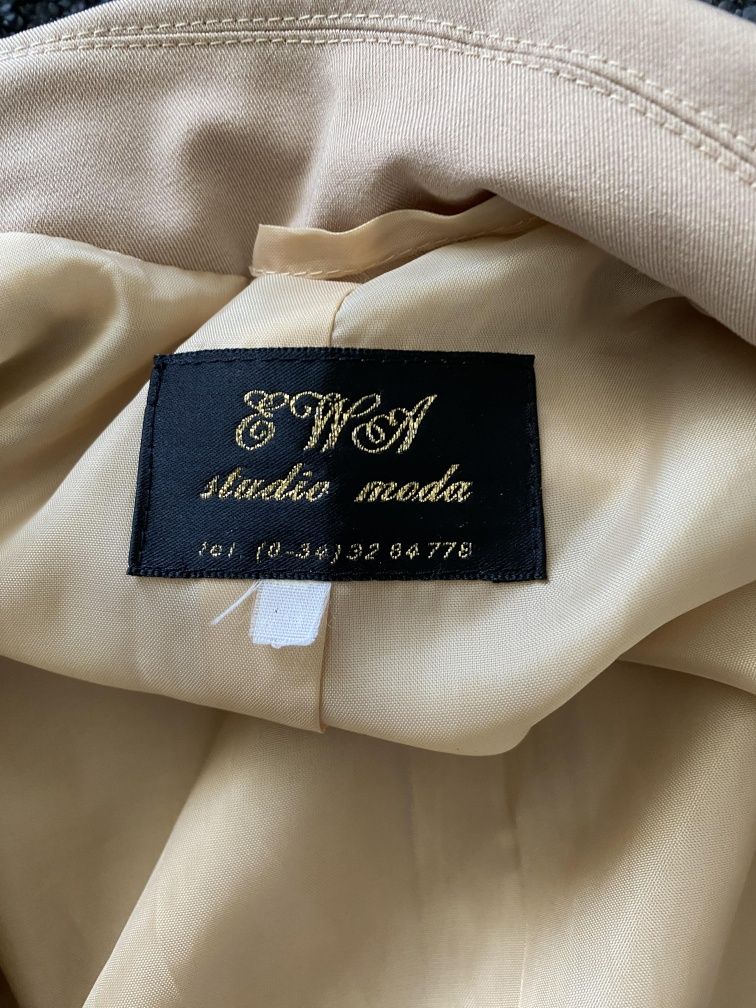 EWA
studio moda
tel. (0-34) 32 84 778